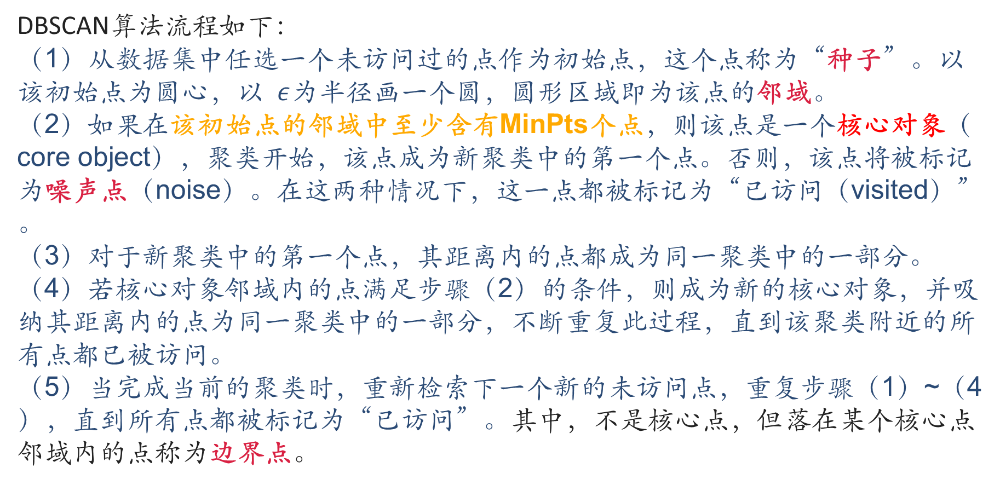 DBSCAN算法流程如下：
（1）从数据集中任选一个未访问过的点作为初始点，这个点称为“种子”。以
该初始点为圆心，以 ϵ为半径画一个圆，圆形区域即为该点的邻域。
（2）如果在该初始点的邻域中至少含有MinPts个点，则该点是一个核心对象（
core object），聚类开始，该点成为新聚类中的第一个点。否则，该点将被标记
为噪声点（noise）。在这两种情况下，这一点都被标记为“已访问（visited）”
。
（3）对于新聚类中的第一个点，其距离内的点都成为同一聚类中的一部分。
（4）若核心对象邻域内的点满足步骤（2）的条件，则成为新的核心对象，并吸
纳其距离内的点为同一聚类中的一部分，不断重复此过程，直到该聚类附近的所
有点都已被访问。
（5）当完成当前的聚类时，重新检索下一个新的未访问点，重复步骤（1）~（4
），直到所有点都被标记为“已访问”。其中，不是核心点，但落在某个核心点
邻域内的点称为边界点。